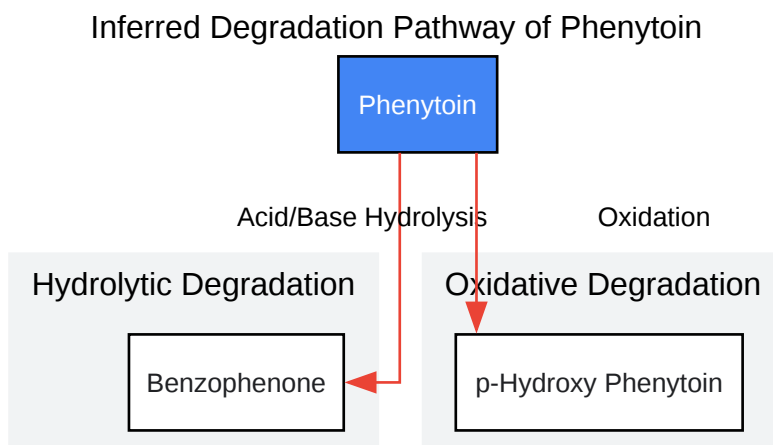 Inferred Degradation Pathway of Phenytoin
Phenytoin
Acid/Base Hydrolysis
Oxidation
Hydrolytic Degradation
Oxidative Degradation
Benzophenone
p-Hydroxy Phenytoin